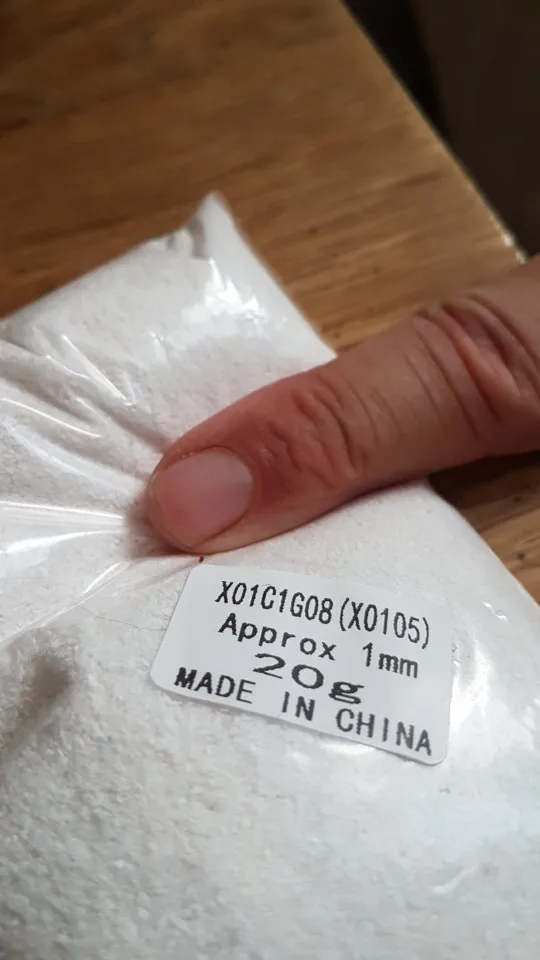 X01C1G08(X0105)
Approx 1mm
20g
MADE IN CHINA